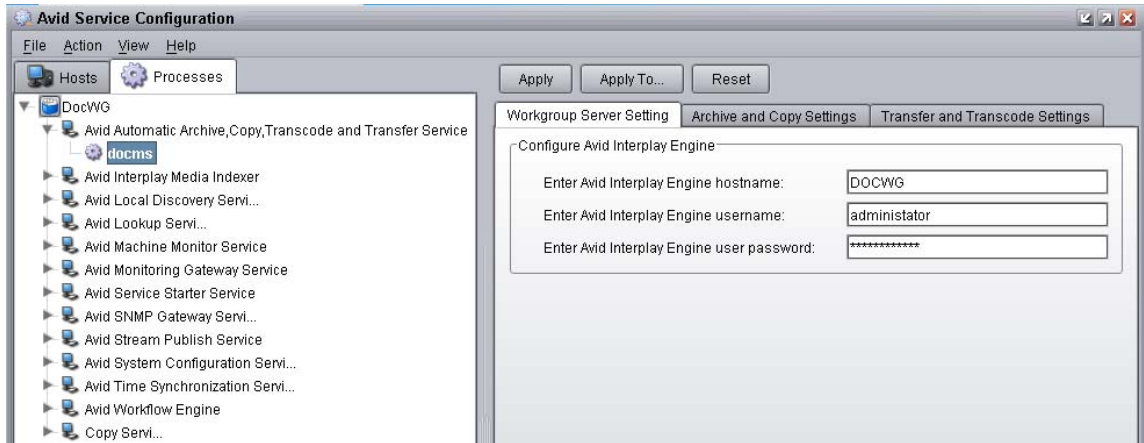 Avid Service Configuration
File Action View Help
Hosts Processes
DocWG
Avid Automatic Archive,Copy,Transcode and Transfer Service
docms
Avid Interplay Media Indexer
Avid Local Discovery Servi...
Avid Lookup Servi...
Avid Machine Monitor Service
Avid Monitoring Gateway Service
Avid Service Starter Service
Avid SNMP Gateway Servi...
Avid Stream Publish Service
Avid System Configuration Servi...
Avid Time Synchronization Servi...
Avid Workflow Engine
Copy Servi...
Apply Apply To... Reset
Workgroup Server Setting Archive and Copy Settings Transfer and Transcode Settings
Configure Avid Interplay Engine
Enter Avid Interplay Engine hostname: DOCWG
Enter Avid Interplay Engine username: administator
Enter Avid Interplay Engine user password: ************